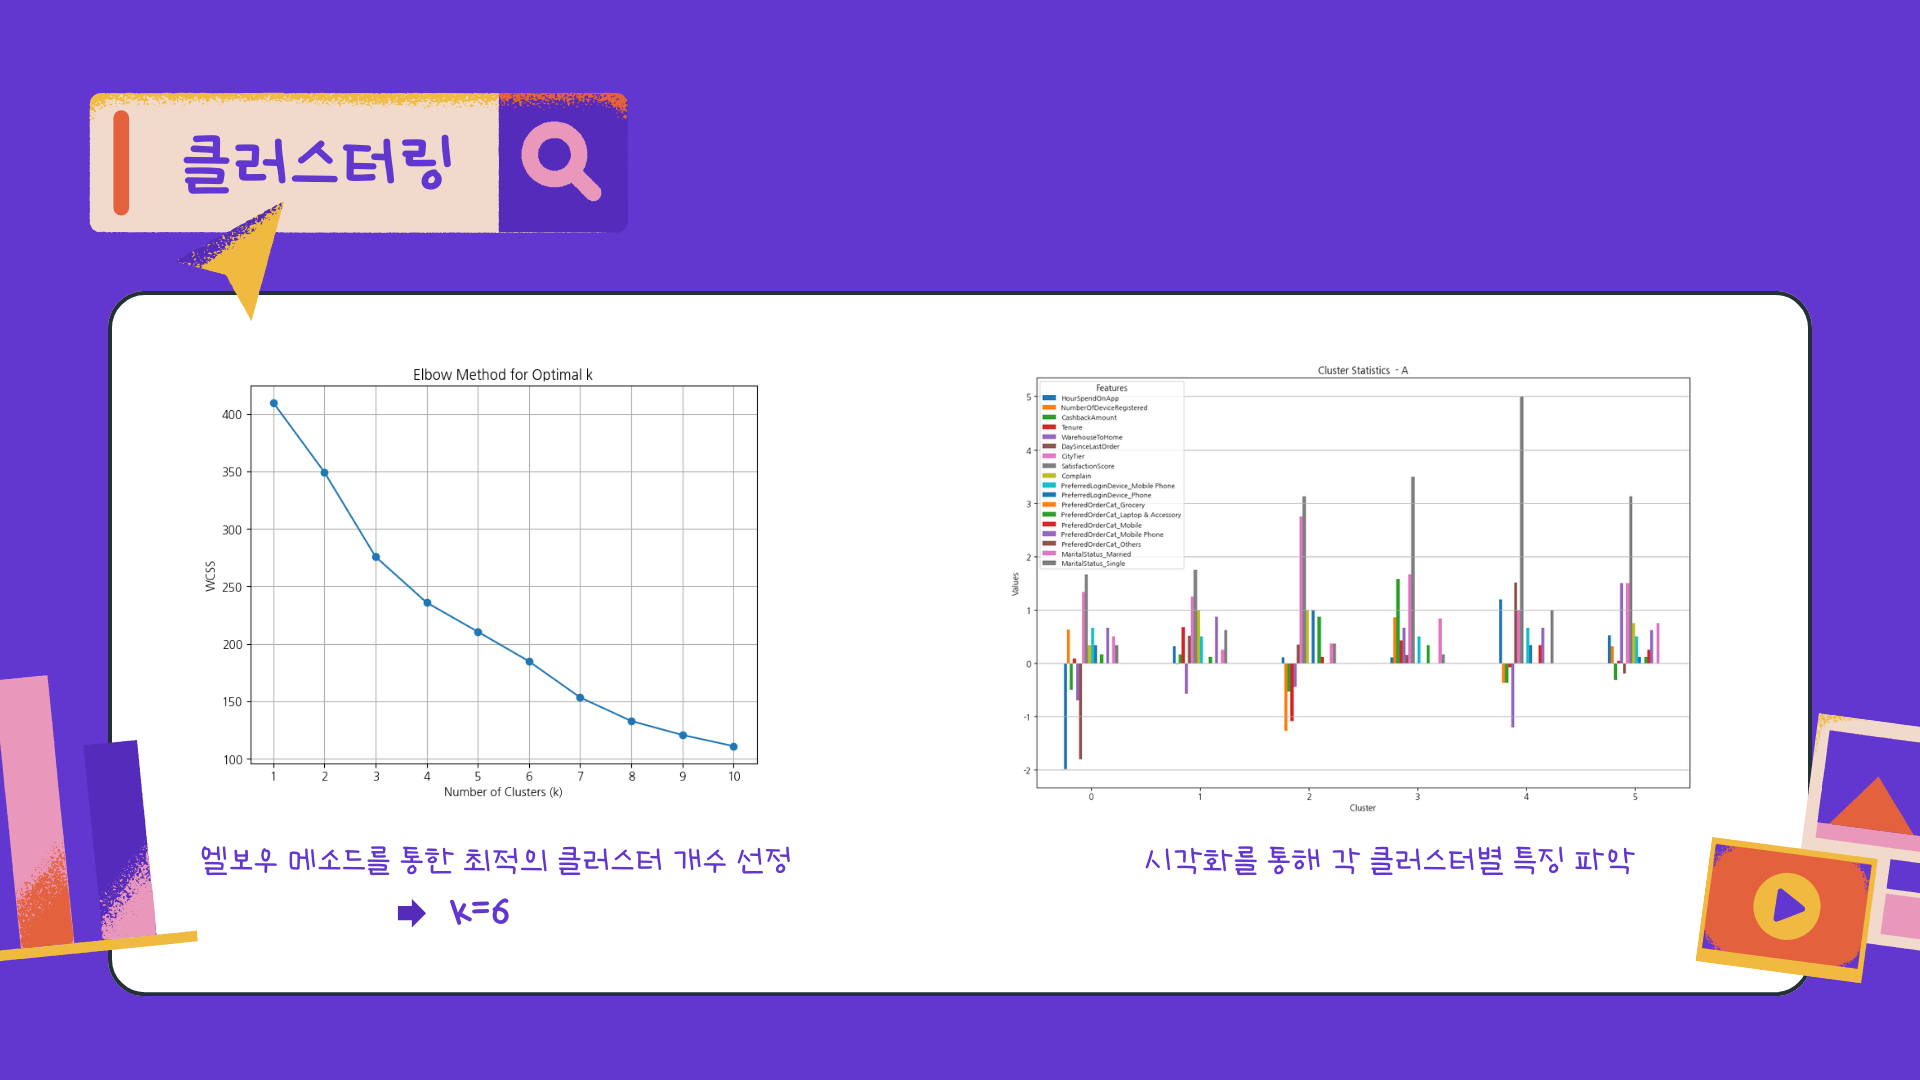 클러스터링
Elbow Method for Optimal k
WCSS
400
350
300
250
200
150
100
1 2 3 4 5 6 7 8 9 10
Number of Clusters (k)
엘보우 메소드를 통한 최적의 클러스터 개수 선정
k=6
Cluster Statistics - A
Features
HourSpendOnApp
NumberOfDeviceRegistered
CashbackAmount
Tenure
WarehouseToHome
DaySinceLastOrder
CityTier
SatisfactionScore
Complain
PreferredLoginDevice_Mobile Phone
PreferredLoginDevice_Phone
PreferedOrderCat_Grocery
PreferedOrderCat_Laptop & Accessory
PreferedOrderCat_Mobile
PreferedOrderCat_Mobile Phone
PreferedOrderCat_Others
MaritalStatus_Married
MaritalStatus_Single
Values
5
4
3
2
1
0
-1
-2
0 1 2 3 4 5
Cluster
시각화를 통해 각 클러스터별 특징 파악